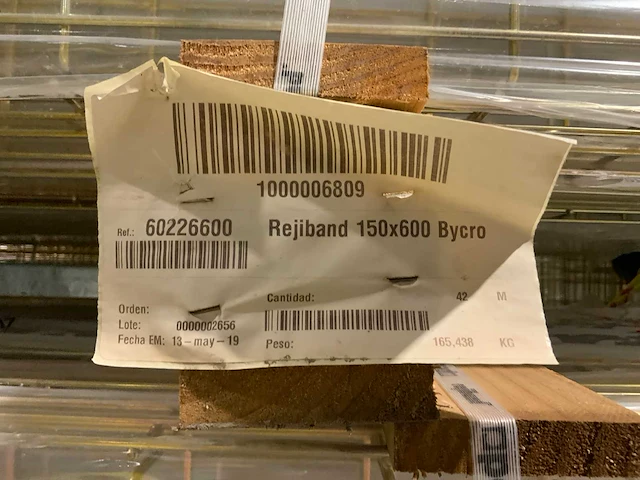 1000006809
Ref.: 60226600 Rejiband 150x600 Bycro
Cantidad: 42 M
Orden:
Lote: 0000002656
Fecha EM: 13-may-19
Peso: 165,438 KG